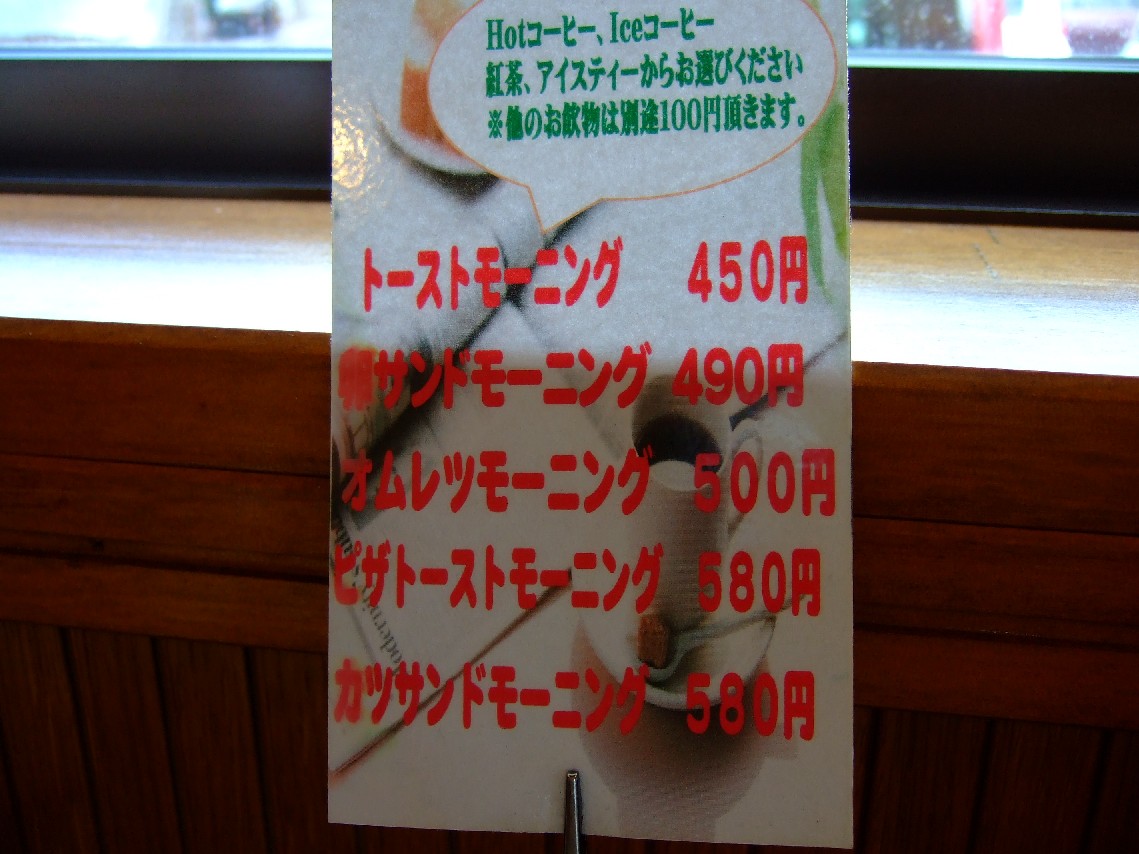 Hotコーヒー、Iceコーヒー
紅茶、アイスティーからお選びください
※他のお飲物は別途100円頂きます。
トーストモーニング 450円
卵サンドモーニング 490円
オムレツモーニング 500円
ピザトーストモーニング 580円
カツサンドモーニング 580円